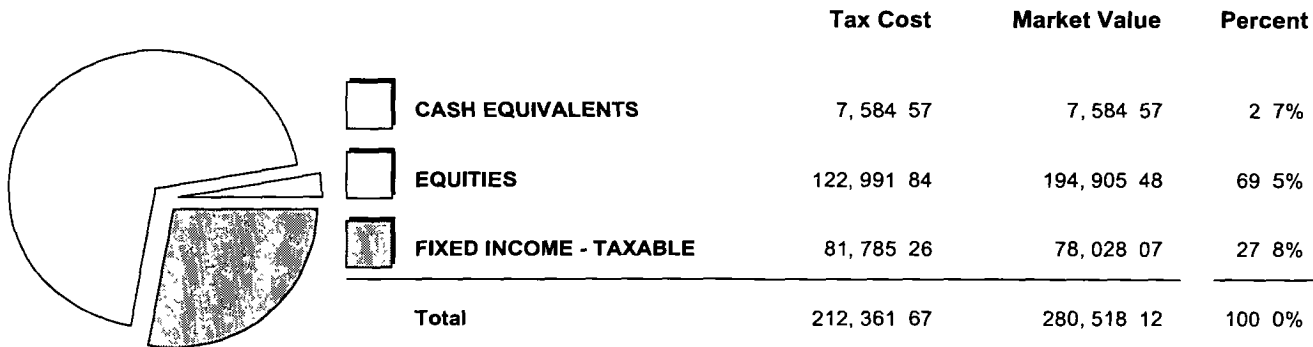 Tax Cost Market Value Percent
CASH EQUIVALENTS 7, 584 57 7, 584 57 2 7%
EQUITIES 122, 991 84 194, 905 48 69 5%
FIXED INCOME - TAXABLE 81, 785 26 78, 028 07 27 8%
Total 212, 361 67 280, 518 12 100 0%